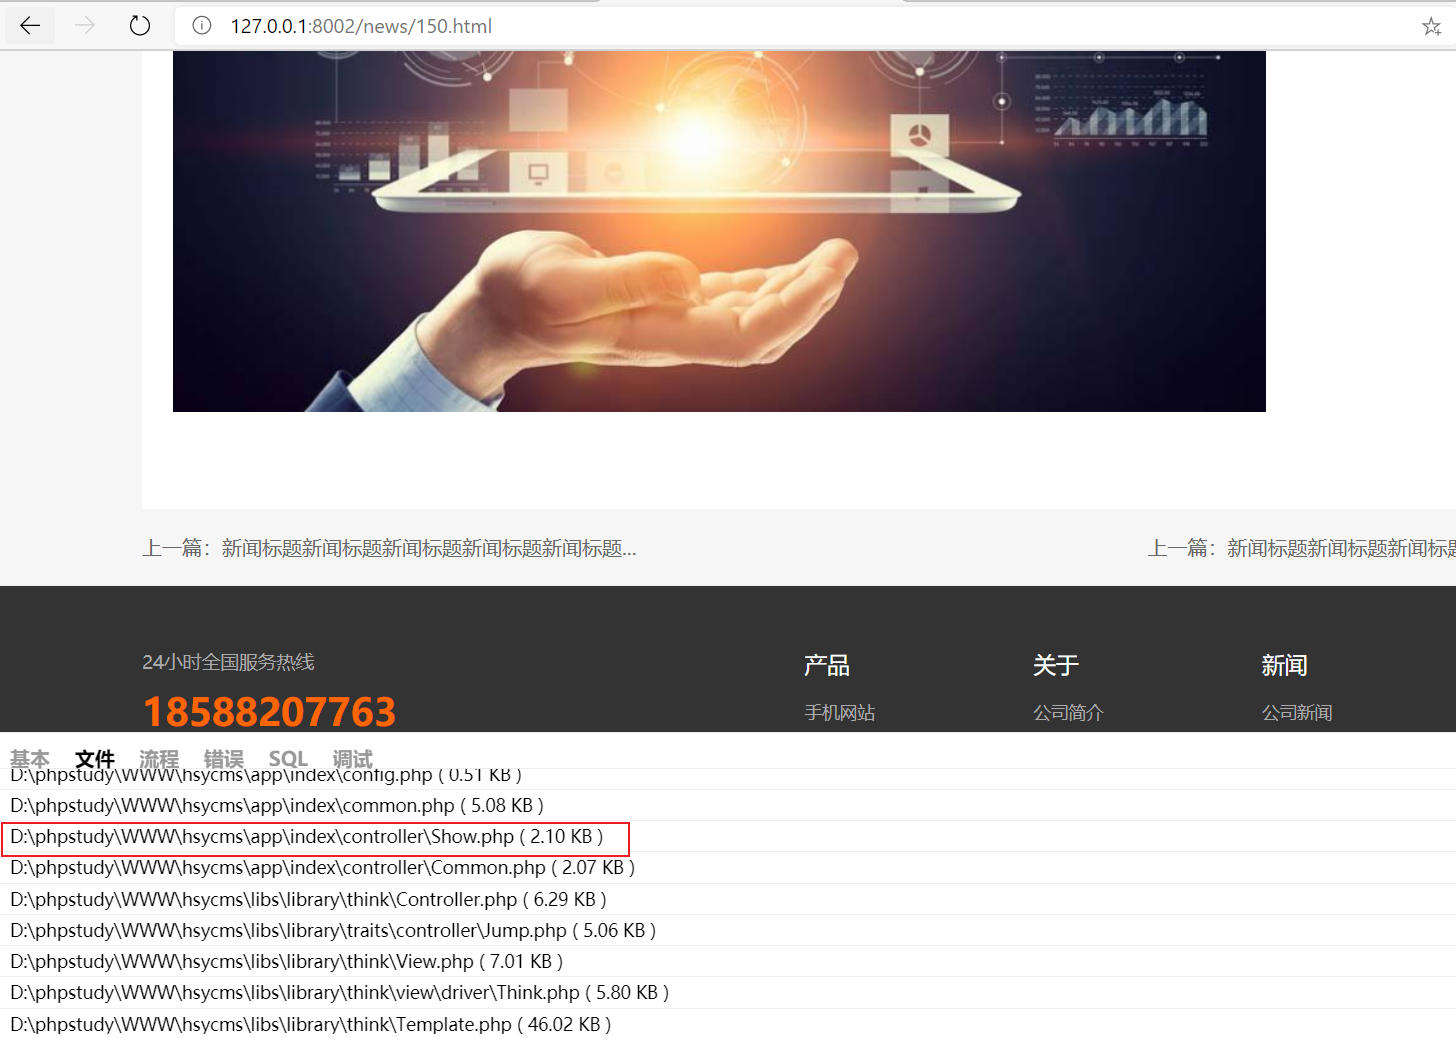 127.0.0.1:8002/news/150.html
上一篇：新闻标题新闻标题新闻标题新闻标题新闻标题...
上一篇：新闻标题新闻标题新闻标题
24小时全国服务热线
18588207763
产品
关于
新闻
手机网站
公司简介
公司新闻
基本 文件 流程 错误 SQL 调试
D:\phpstudy\WWW\hsycms\app\index\config.php ( 0.51 KB )
D:\phpstudy\WWW\hsycms\app\index\common.php ( 5.08 KB )
D:\phpstudy\WWW\hsycms\app\index\controller\Show.php ( 2.10 KB )
D:\phpstudy\WWW\hsycms\app\index\controller\Common.php ( 2.07 KB )
D:\phpstudy\WWW\hsycms\libs\library\think\Controller.php ( 6.29 KB )
D:\phpstudy\WWW\hsycms\libs\library\traits\controller\Jump.php ( 5.06 KB )
D:\phpstudy\WWW\hsycms\libs\library\think\View.php ( 7.01 KB )
D:\phpstudy\WWW\hsycms\libs\library\think\view\driver\Think.php ( 5.80 KB )
D:\phpstudy\WWW\hsycms\libs\library\think\Template.php ( 46.02 KB )